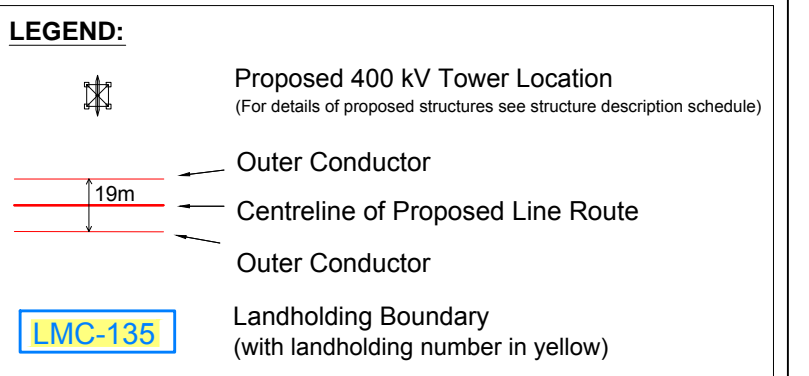 LEGEND:
Proposed 400 kV Tower Location
(For details of proposed structures see structure description schedule)
Outer Conductor
19m
Centreline of Proposed Line Route
Outer Conductor
LMC-135
Landholding Boundary
(with landholding number in yellow)